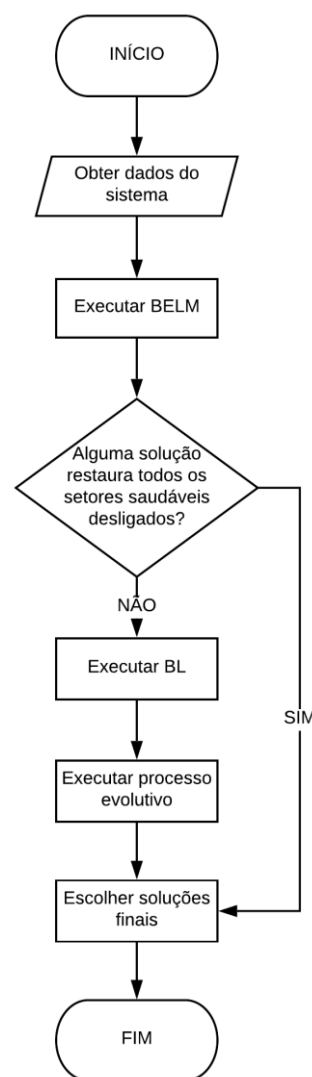 INÍCIO
Obter dados do
sistema
Executar BELM
Alguma solução
restaura todos os
setores saudáveis
desligados?
NÃO
Executar BL
SIM
Executar processo
evolutivo
Escolher soluções
finais
FIM